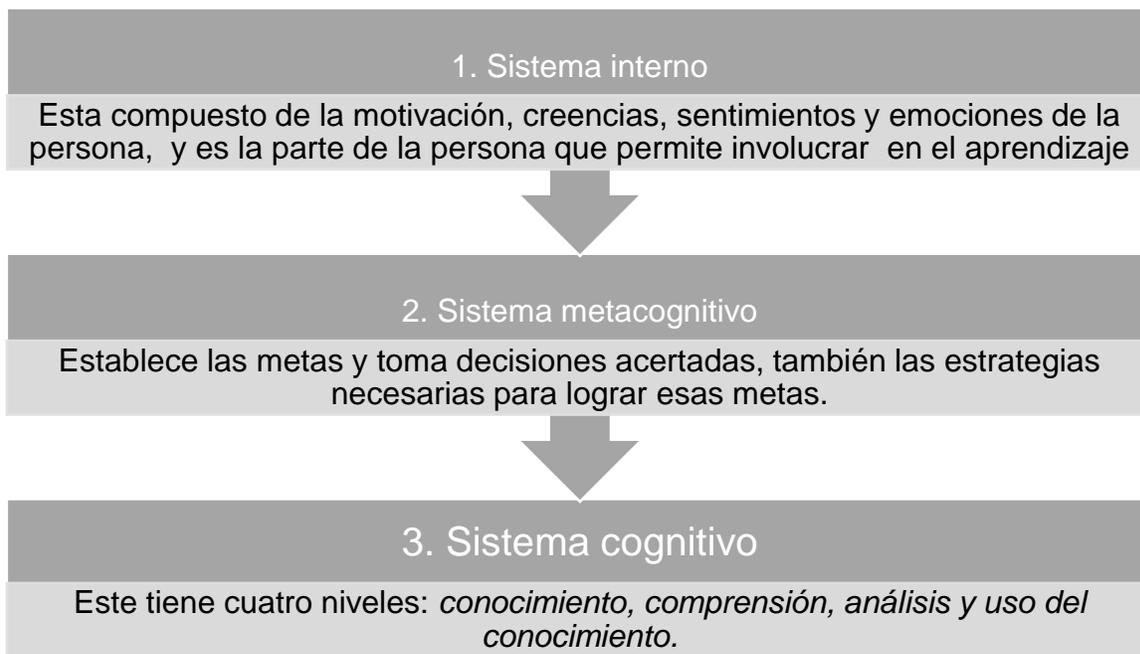 1. Sistema interno
Esta compuesto de la motivación, creencias, sentimientos y emociones de la
persona, y es la parte de la persona que permite involucrar en el aprendizaje
2. Sistema metacognitivo
Establece las metas y toma decisiones acertadas, también las estrategias
necesarias para lograr esas metas.
3. Sistema cognitivo
Este tiene cuatro niveles: conocimiento, comprensión, análisis y uso del
conocimiento.